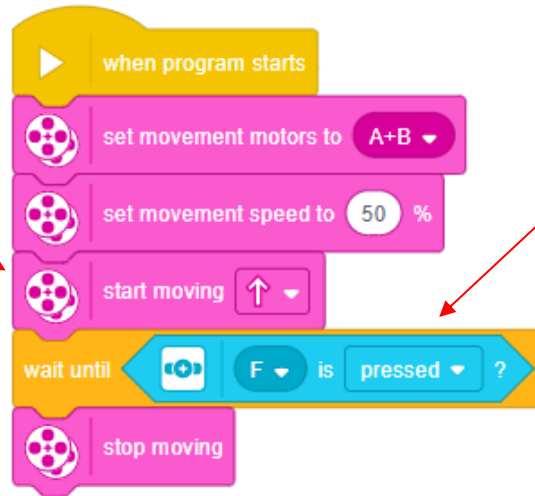 when program starts
set movement motors to A+B
set movement speed to 50 %
start moving
wait until F is pressed ?
stop moving